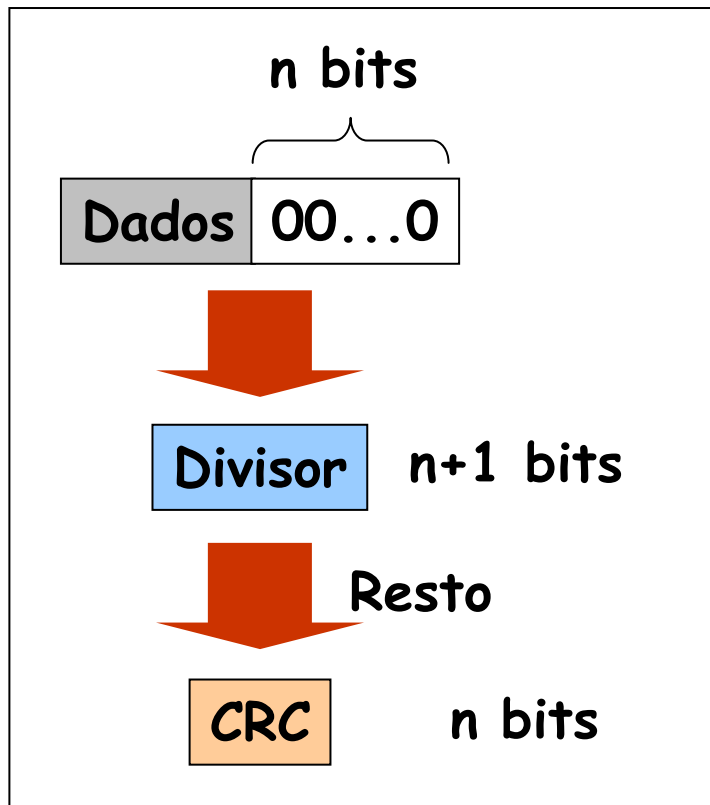 n bits
Dados 00...0
Divisor n+1 bits
Resto
CRC n bits